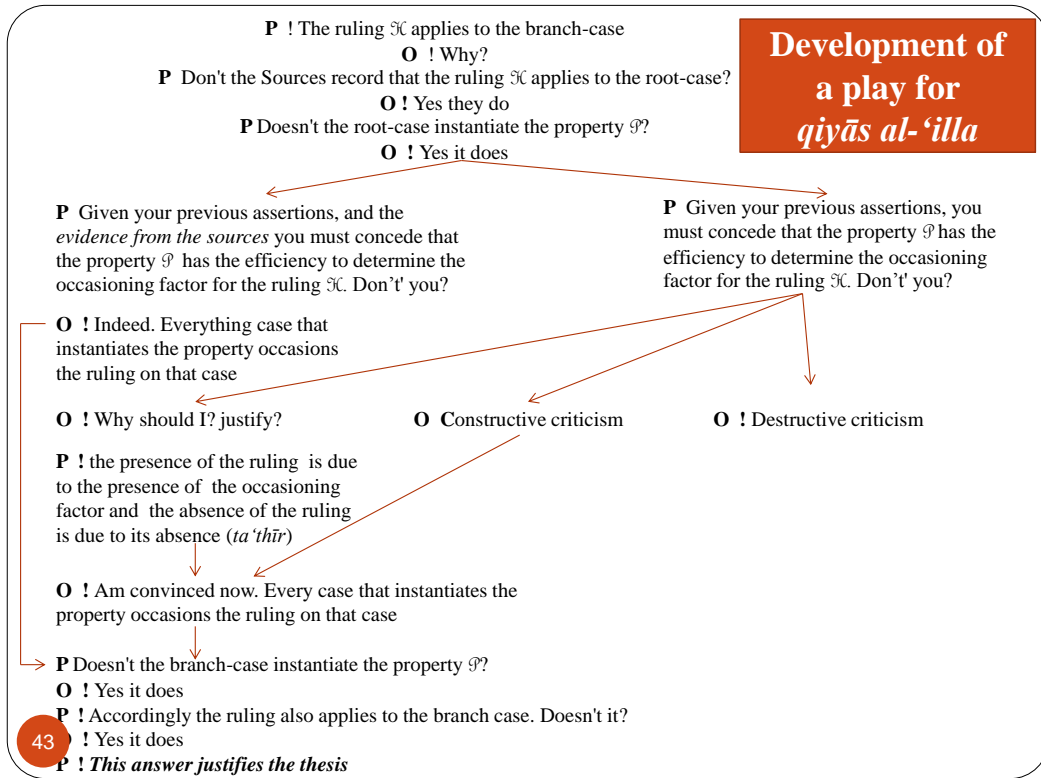 P ! The ruling ℋ applies to the branch-case
O ! Why?
P Don't the Sources record that the ruling ℋ applies to the root-case?
O ! Yes they do
P Doesn't the root-case instantiate the property 𝒫?
O ! Yes it does
Development of
a play for
qiyās al-‘illa
P Given your previous assertions, and the
evidence from the sources you must concede that
the property 𝒫 has the efficiency to determine the
occasioning factor for the ruling ℋ. Don’t' you?
P Given your previous assertions, you
must concede that the property 𝒫 has the
efficiency to determine the occasioning
factor for the ruling ℋ. Don’t' you?
O ! Indeed. Everything case that
instantiates the property occasions
the ruling on that case
O ! Why should I? justify?
O Constructive criticism
O ! Destructive criticism
P ! the presence of the ruling is due
to the presence of the occasioning
factor and the absence of the ruling
is due to its absence (ta‘thīr)
O ! Am convinced now. Every case that instantiates the
property occasions the ruling on that case
P Doesn't the branch-case instantiate the property 𝒫?
O ! Yes it does
P ! Accordingly the ruling also applies to the branch case. Doesn't it?
! Yes it does
P ! This answer justifies the thesis
43